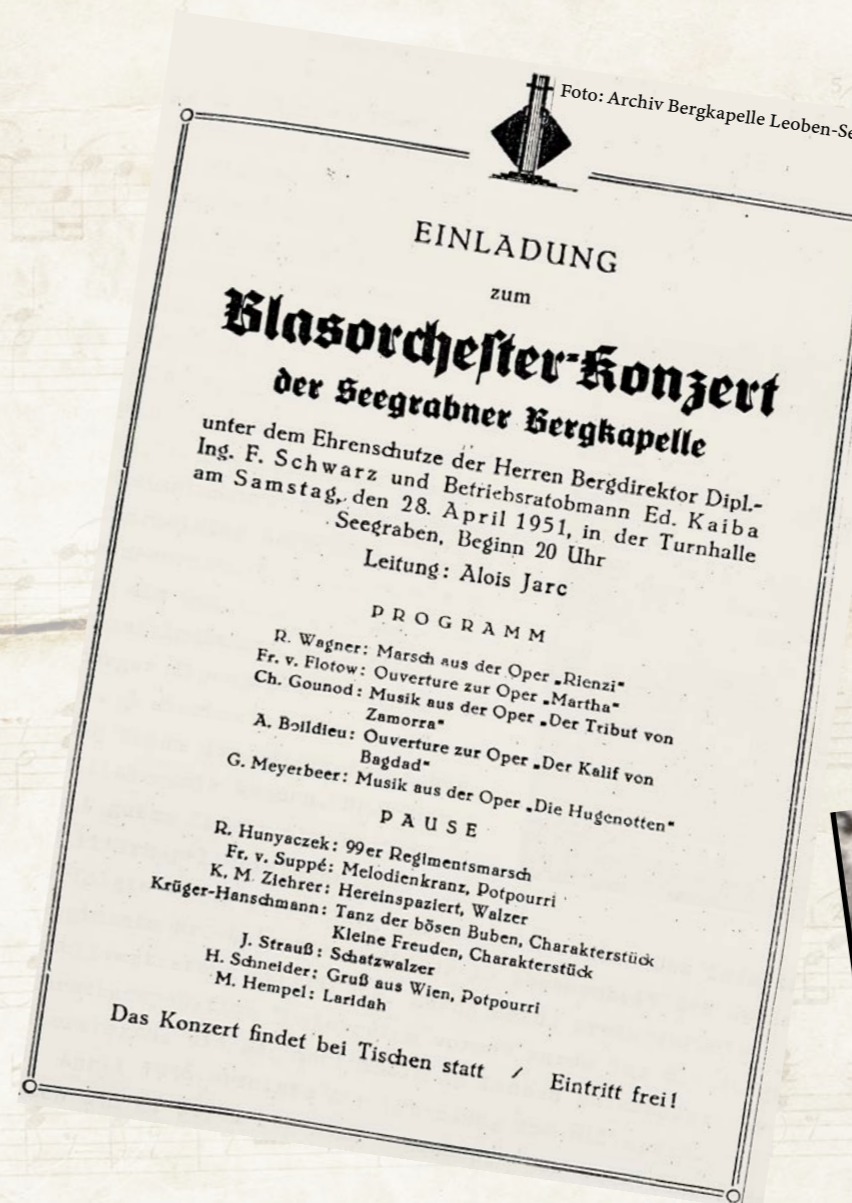 Foto: Archiv Bergkapelle Leoben-Se
EINLADUNG
zum
Blasorchester-Konzert
der Seegrabner Bergkapelle
unter dem Ehrenschutze der Herren Bergdirektor Dipl.-
Ing. F. Schwarz und Betriebsratobmann Ed. Kaiba
am Samstag, den 28. April 1951, in der Turnhalle
Seegraben, Beginn 20 Uhr
Leitung: Alois Jarc
PROGRAMM
R. Wagner: Marsch aus der Oper „Rienzi"
Fr. v. Flotow: Ouverture zur Oper „Martha"
Ch. Gounod: Musik aus der Oper „Der Tribut von
Zamorra"
A. Boildieu: Ouverture zur Oper „Der Kalif von
Bagdad"
G. Meyerbeer: Musik aus der Oper „Die Hugenotten"
PAUSE
R. Hunyaczek: 99er Regimentsmarsch
Fr. v. Suppé: Melodienkranz, Potpourri
K. M. Ziehrer: Hereinspaziert, Walzer
Krüger-Hanschmann: Tanz der bösen Buben, Charakterstück
Kleine Freuden, Charakterstück
J. Strauß: Schatzwalzer
H. Schneider: Gruß aus Wien, Potpourri
M. Hempel: Laridah
Das Konzert findet bei Tischen statt / Eintritt frei!